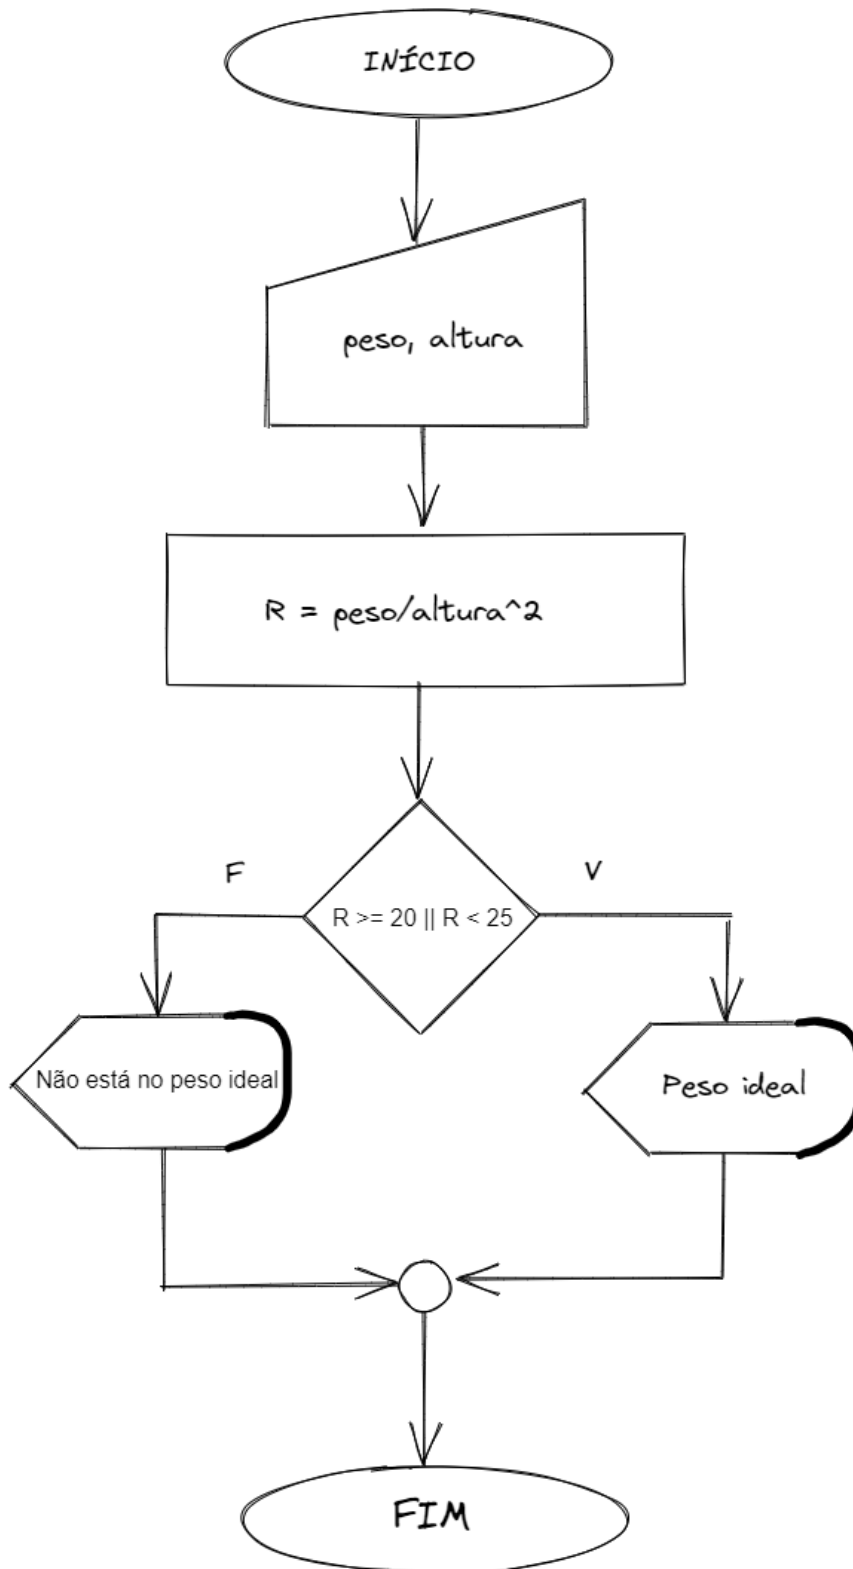 INÍCIO
peso, altura
R = peso/altura^2
F
V
R >= 20 || R < 25
Não está no peso ideal
Peso ideal
FIM